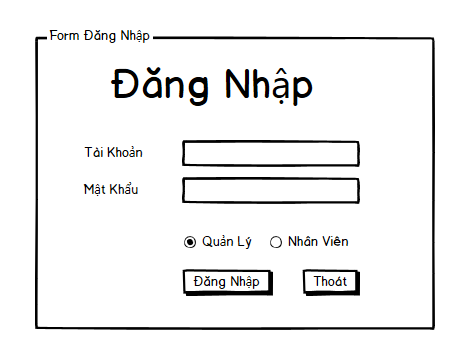 Form Đăng Nhập
Đăng Nhập
Tài Khoản
Mật Khẩu
Quản Lý Nhân Viên
Đăng Nhập Thoát